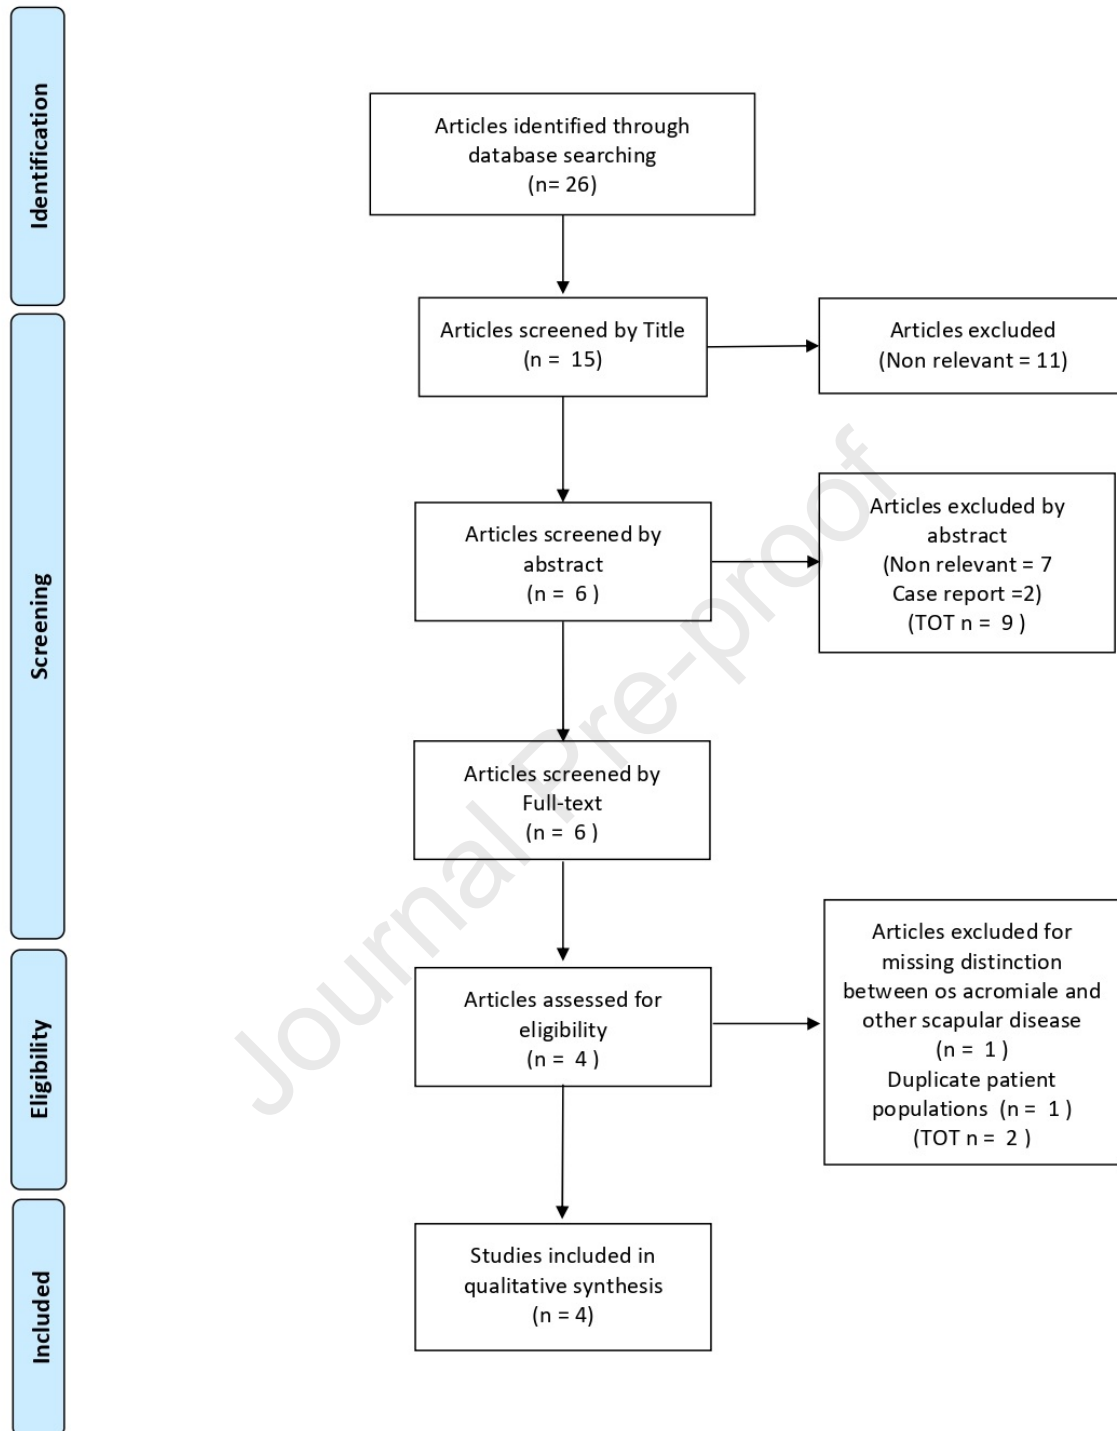 Identification
Articles identified through
database searching
(n= 26)
Screening
Articles screened by Title
(n = 15)
Articles excluded
(Non relevant = 11)
Articles screened by
abstract
(n = 6 )
Articles excluded by
abstract
(Non relevant = 7
Case report =2)
(TOT n = 9 )
Articles screened by
Full-text
(n = 6 )
Eligibility
Articles assessed for
eligibility
(n = 4 )
Articles excluded for
missing distinction
between os acromiale and
other scapular disease
(n = 1 )
Duplicate patient
populations (n = 1 )
(TOT n = 2 )
Included
Studies included in
qualitative synthesis
(n = 4)
Journal Pre-proof